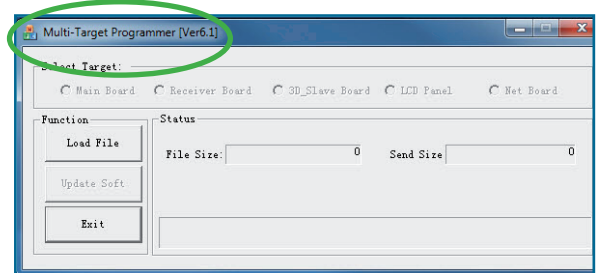 Multi-Target Programmer [Ver6.1]
Select Target:
Main Board Receiver Board 3D_Slave Board LCD Panel Net Board
Function
Status
Load File
File Size: 0 Send Size 0
Update Soft
Exit